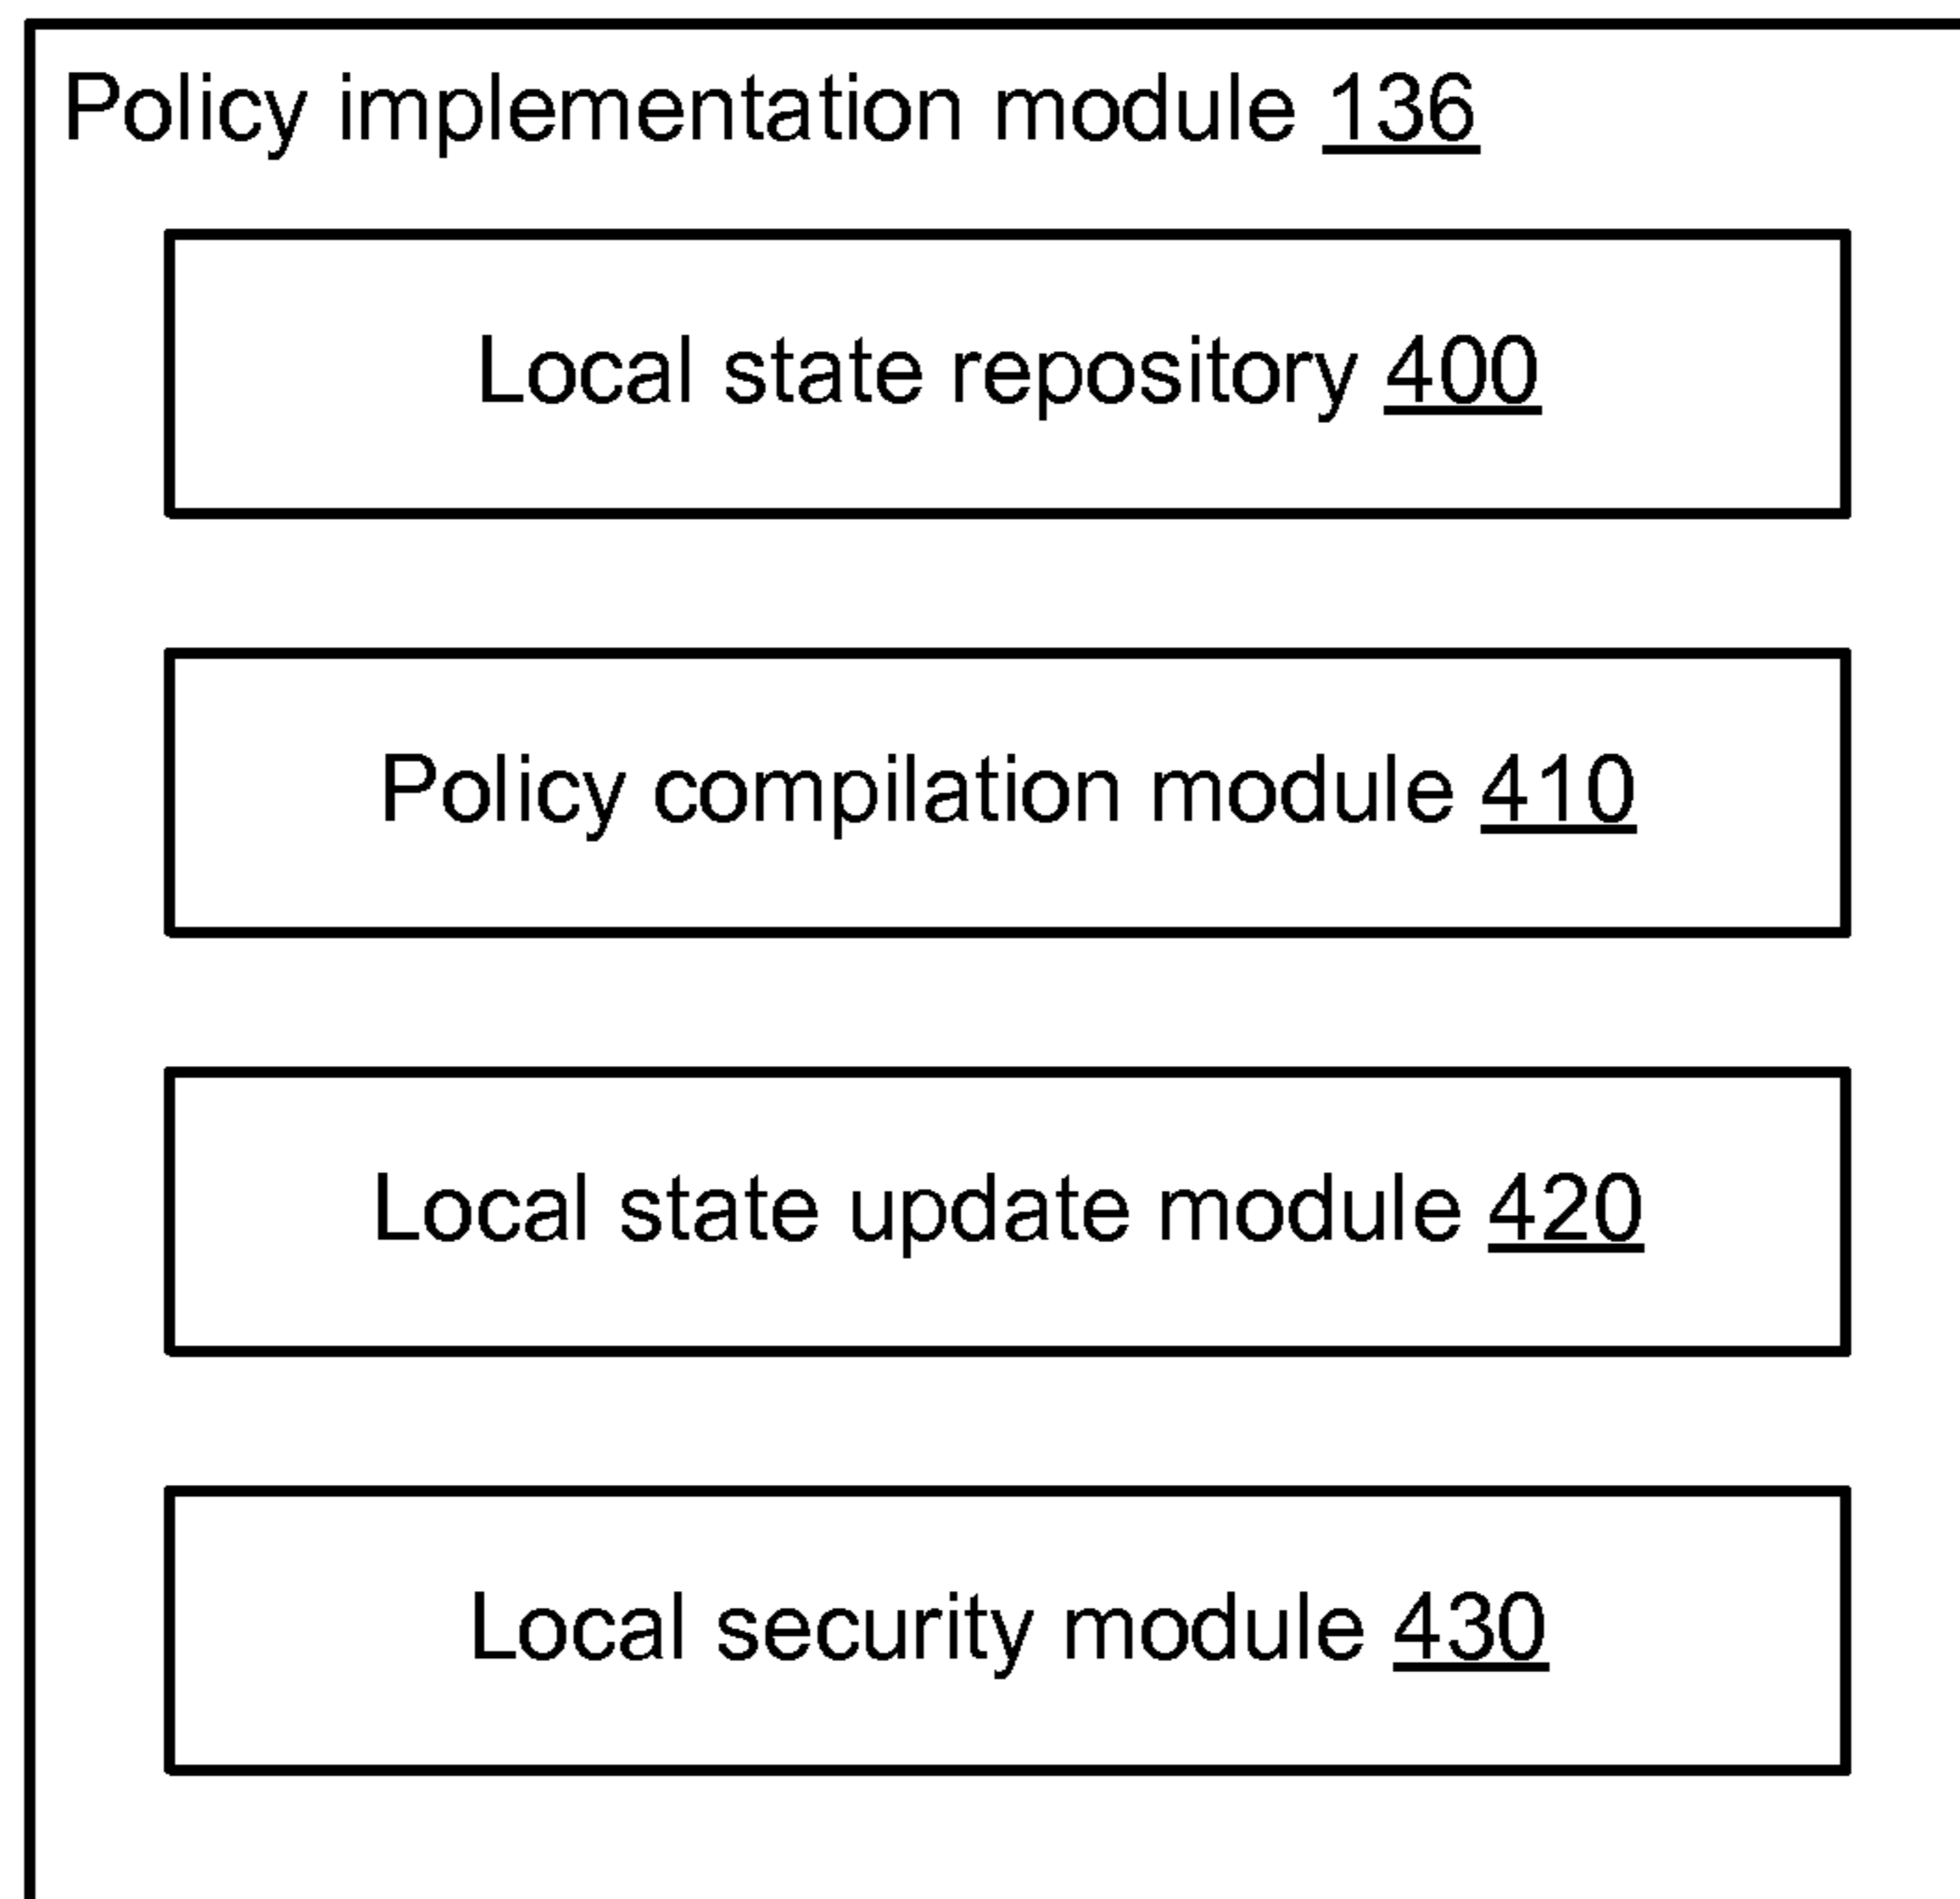 Policy implementation module 136
Local state repository 400
Policy compilation module 410
Local state update module 420
Local security module 430